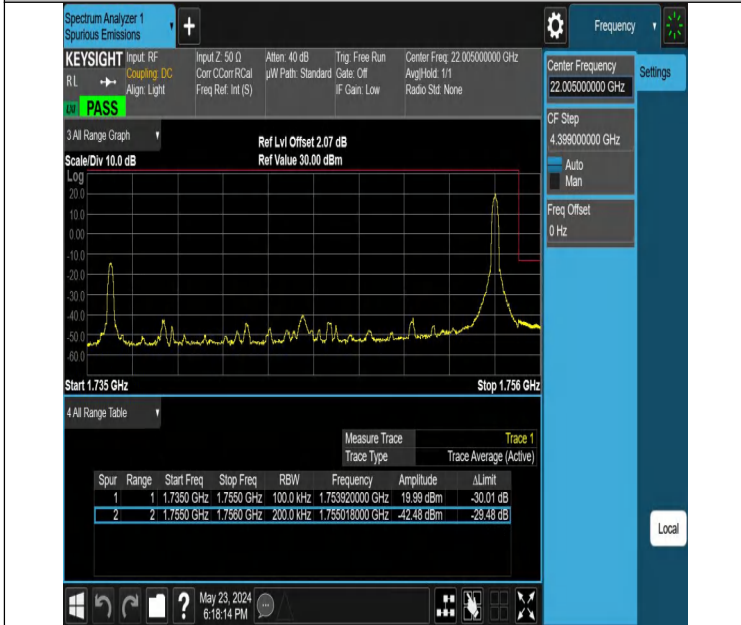 Spectrum Analyzer 1
Spurious Emissions
+
Frequency
KEYSIGHT Input: RF Input Z: 50 Ω Atten: 40 dB Trig: Free Run Center Freq: 22.005000000 GHz
RL Coupling: DC Corr CCorr RCal µW Path: Standard Gate: Off Avg|Hold: 1/1
Align: Light Freq Ref: Int (S) IF Gain: Low Radio Std: None
PASS
Center Frequency
22.005000000 GHz
Settings
CF Step
4.399000000 GHz
Auto
Man
Freq Offset
0 Hz
3 All Range Graph
Ref Lvl Offset 2.07 dB
Scale/Div 10.0 dB Ref Value 30.00 dBm
Log
20.0
10.0
0.00
-10.0
-20.0
-30.0
-40.0
-50.0
-60.0
Start 1.735 GHz Stop 1.756 GHz
4 All Range Table
Measure Trace Trace 1
Trace Type Trace Average (Active)
Spur Range Start Freq Stop Freq RBW Frequency Amplitude ΔLimit
1 1 1.7350 GHz 1.7550 GHz 100.0 kHz 1.753920000 GHz 19.99 dBm -30.01 dB
2 2 1.7550 GHz 1.7560 GHz 200.0 kHz 1.755018000 GHz -42.48 dBm -29.48 dB
Local
? May 23, 2024
6:18:14 PM